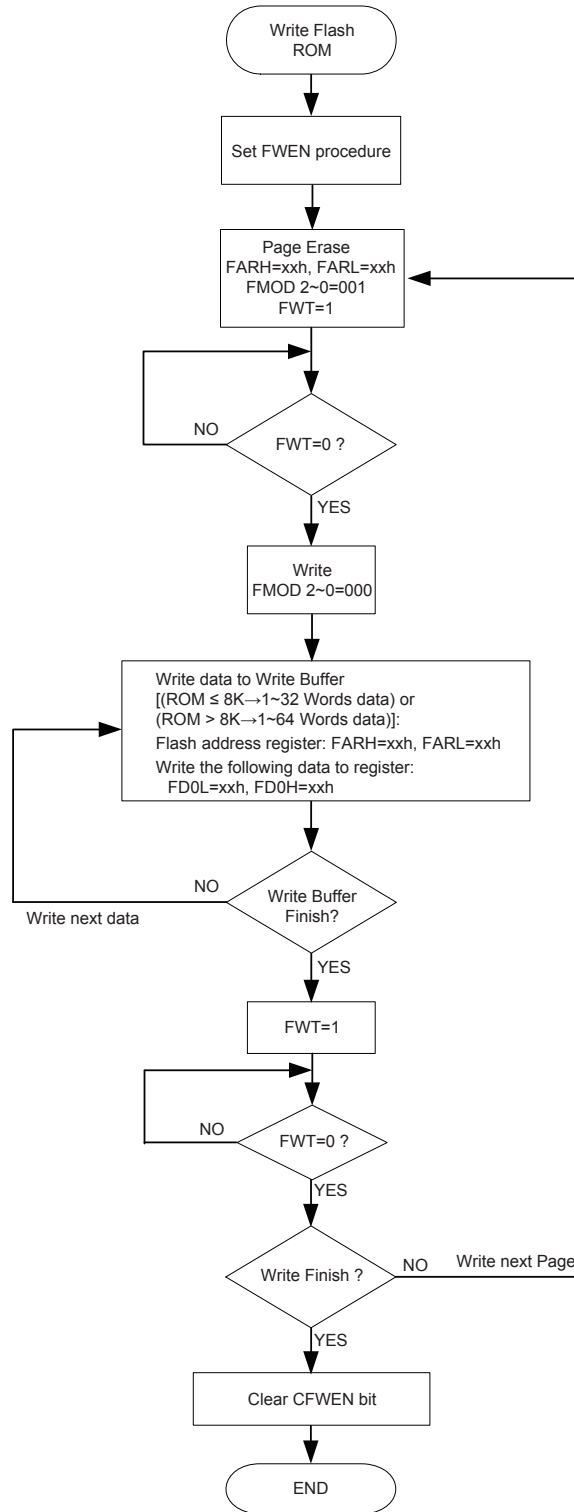 Write Flash
ROM
Set FWEN procedure
Page Erase
FARH=xxh, FARL=xxh
FMOD 2~0=001
FWT=1
NO
FWT=0 ?
YES
Write
FMOD 2~0=000
Write data to Write Buffer
[(ROM ≤ 8K→1~32 Words data) or
(ROM > 8K→1~64 Words data)]:
Flash address register: FARH=xxh, FARL=xxh
Write the following data to register:
FD0L=xxh, FD0H=xxh
NO
Write next data
Write Buffer
Finish?
YES
FWT=1
NO
FWT=0 ?
YES
Write Finish ?
NO
Write next Page
YES
Clear CFWEN bit
END